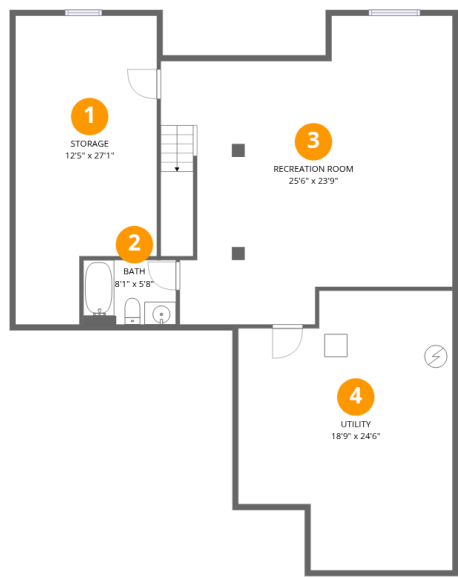 1
STORAGE
12'5" x 27'1"
3
RECREATION ROOM
25'6" x 23'9"
2
BATH
8'1" x 5'8"
4
UTILITY
18'9" x 24'6"